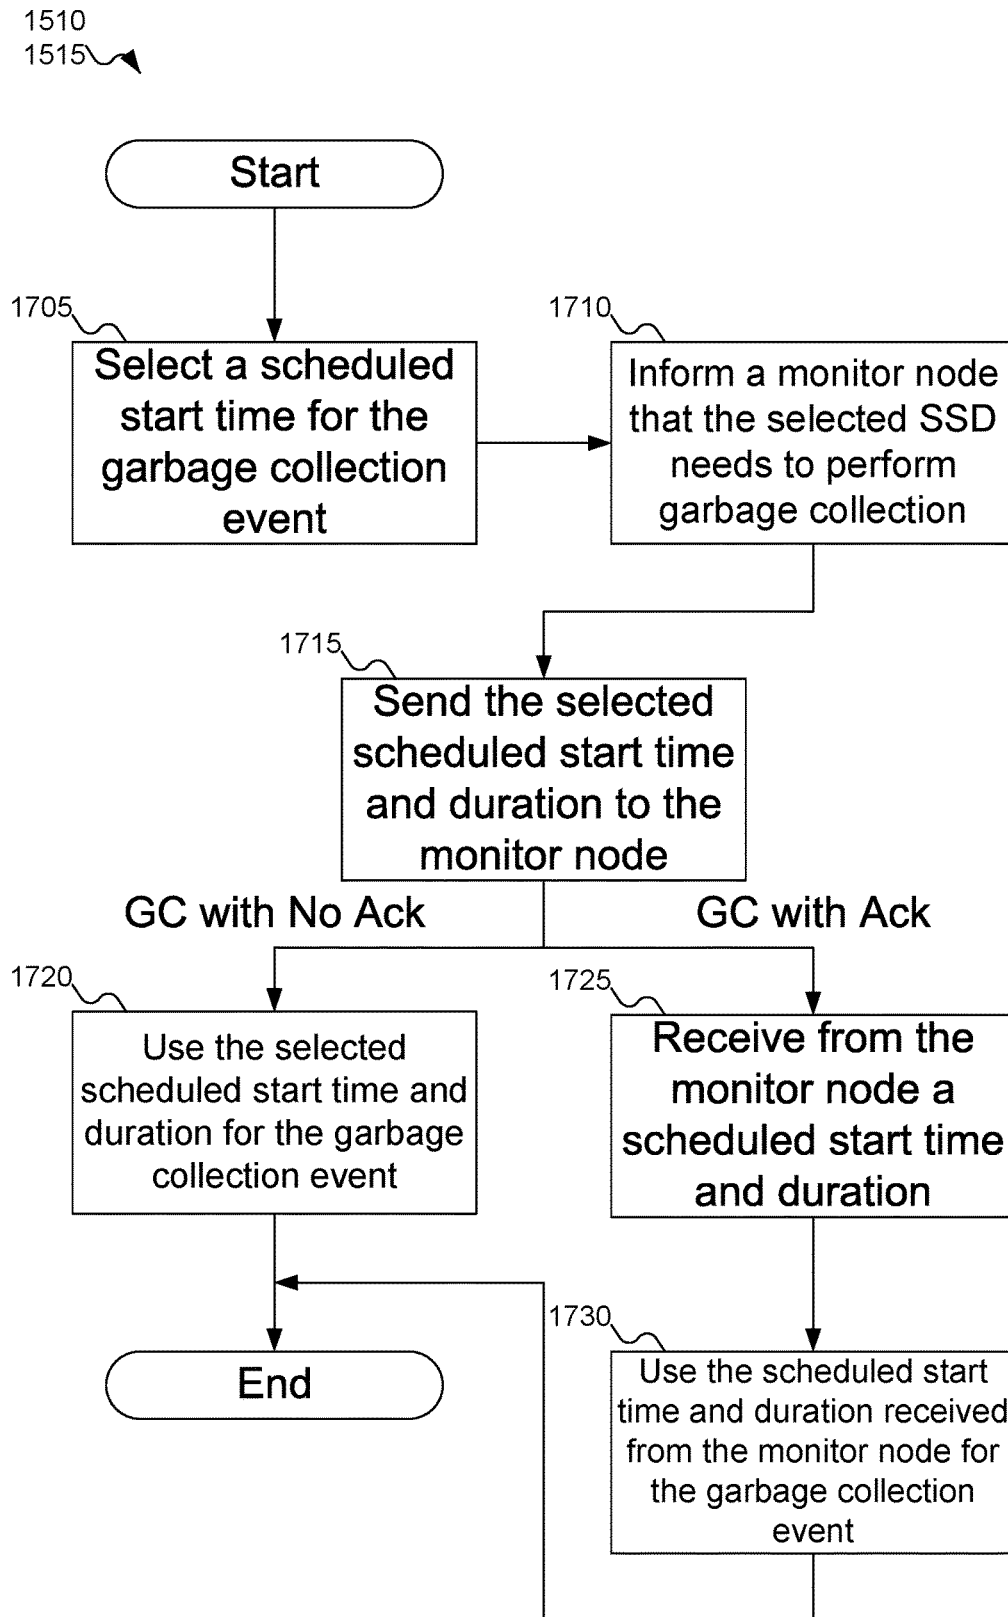 1510
1515
Start
1705
Select a scheduled
start time for the
garbage collection
event
1710
Inform a monitor node
that the selected SSD
needs to perform
garbage collection
1715
Send the selected
scheduled start time
and duration to the
monitor node
GC with No Ack
GC with Ack
1720
Use the selected
scheduled start time and
duration for the garbage
collection event
1725
Receive from the
monitor node a
scheduled start time
and duration
1730
Use the scheduled start
time and duration received
from the monitor node for
the garbage collection
event
End